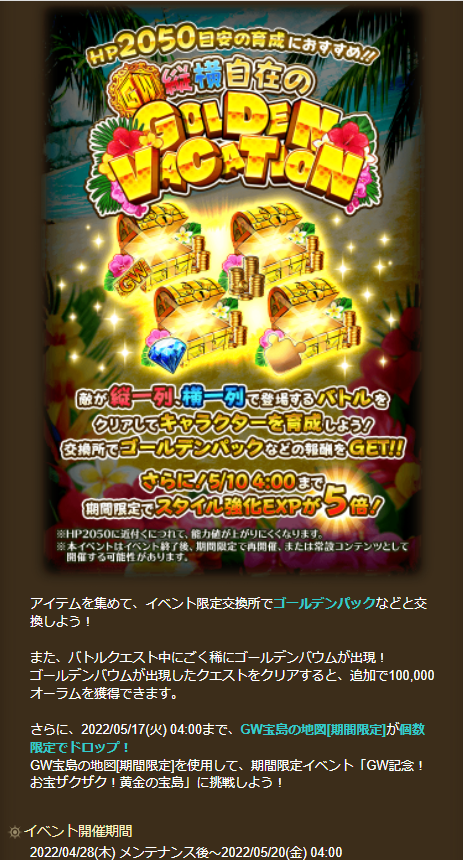 HP2050目安の育成におすすめ!!
GW
縦横自在の
GOLDEN
VACATION
GW
敵が縦一列、横一列で登場するバトルを
クリアしてキャラクターを育成しよう!
交換所でゴールデンパックなどの報酬をGET!!
さらに!5/10 4:00まで
期間限定でスタイル強化EXPが5倍!
※HP2050に近付くにつれて、能力値が上がりにくくなります。
※本イベントはイベント終了後、期間限定で再開催、または常設コンテンツとして
開催する可能性があります。
アイテムを集めて、イベント限定交換所でゴールデンパックなどと交
換しよう！
また、バトルクエスト中にごく稀にゴールデンバウムが出現！
ゴールデンバウムが出現したクエストをクリアすると、追加で100,000
オーラムを獲得できます。
さらに、2022/05/17(火) 04:00まで、GW宝島の地図[期間限定]が個数
限定でドロップ！
GW宝島の地図[期間限定]を使用して、期間限定イベント「GW記念！
お宝ザクザク！黄金の宝島」に挑戦しよう！
イベント開催期間
2022/04/28(木) メンテナンス後～2022/05/20(金) 04:00